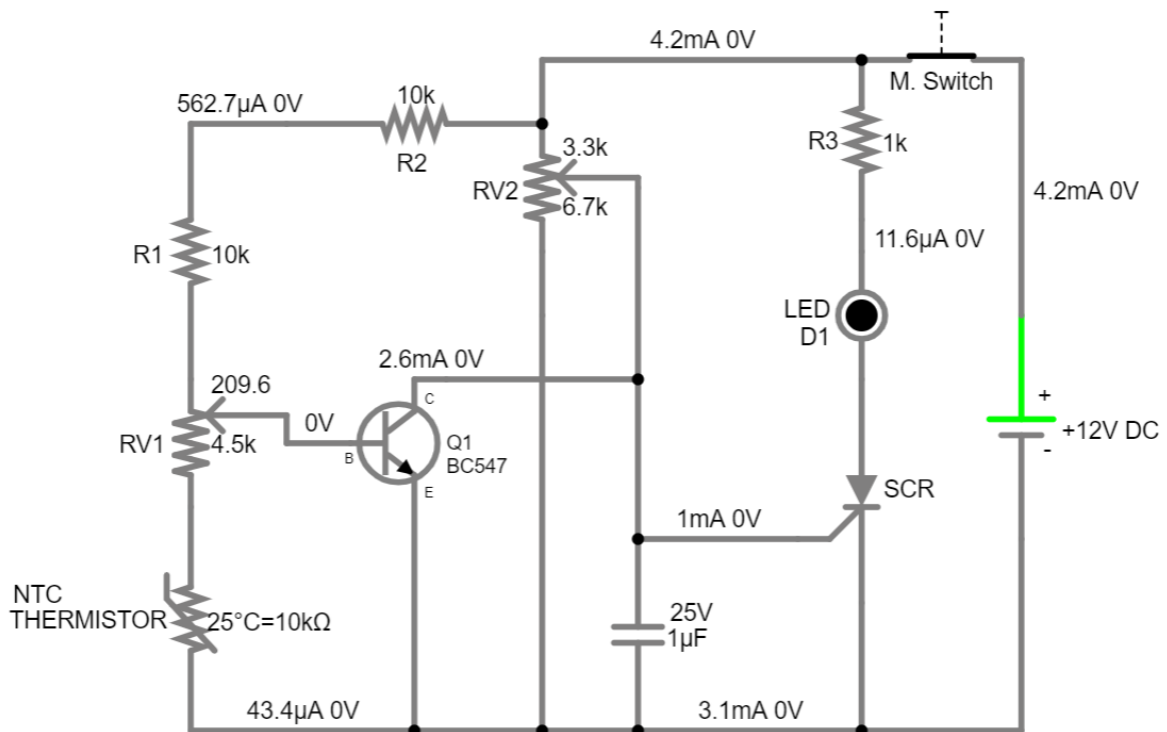 4.2mA 0V
M. Switch
562.7µA 0V
10k
R2
3.3k
RV2
6.7k
R3
1k
4.2mA 0V
R1
10k
11.6µA 0V
LED
D1
2.6mA 0V
209.6
0V
C
B
E
Q1
BC547
RV1
4.5k
+
+12V DC
-
SCR
1mA 0V
NTC
THERMISTOR
25°C=10kΩ
25V
1µF
43.4µA 0V
3.1mA 0V